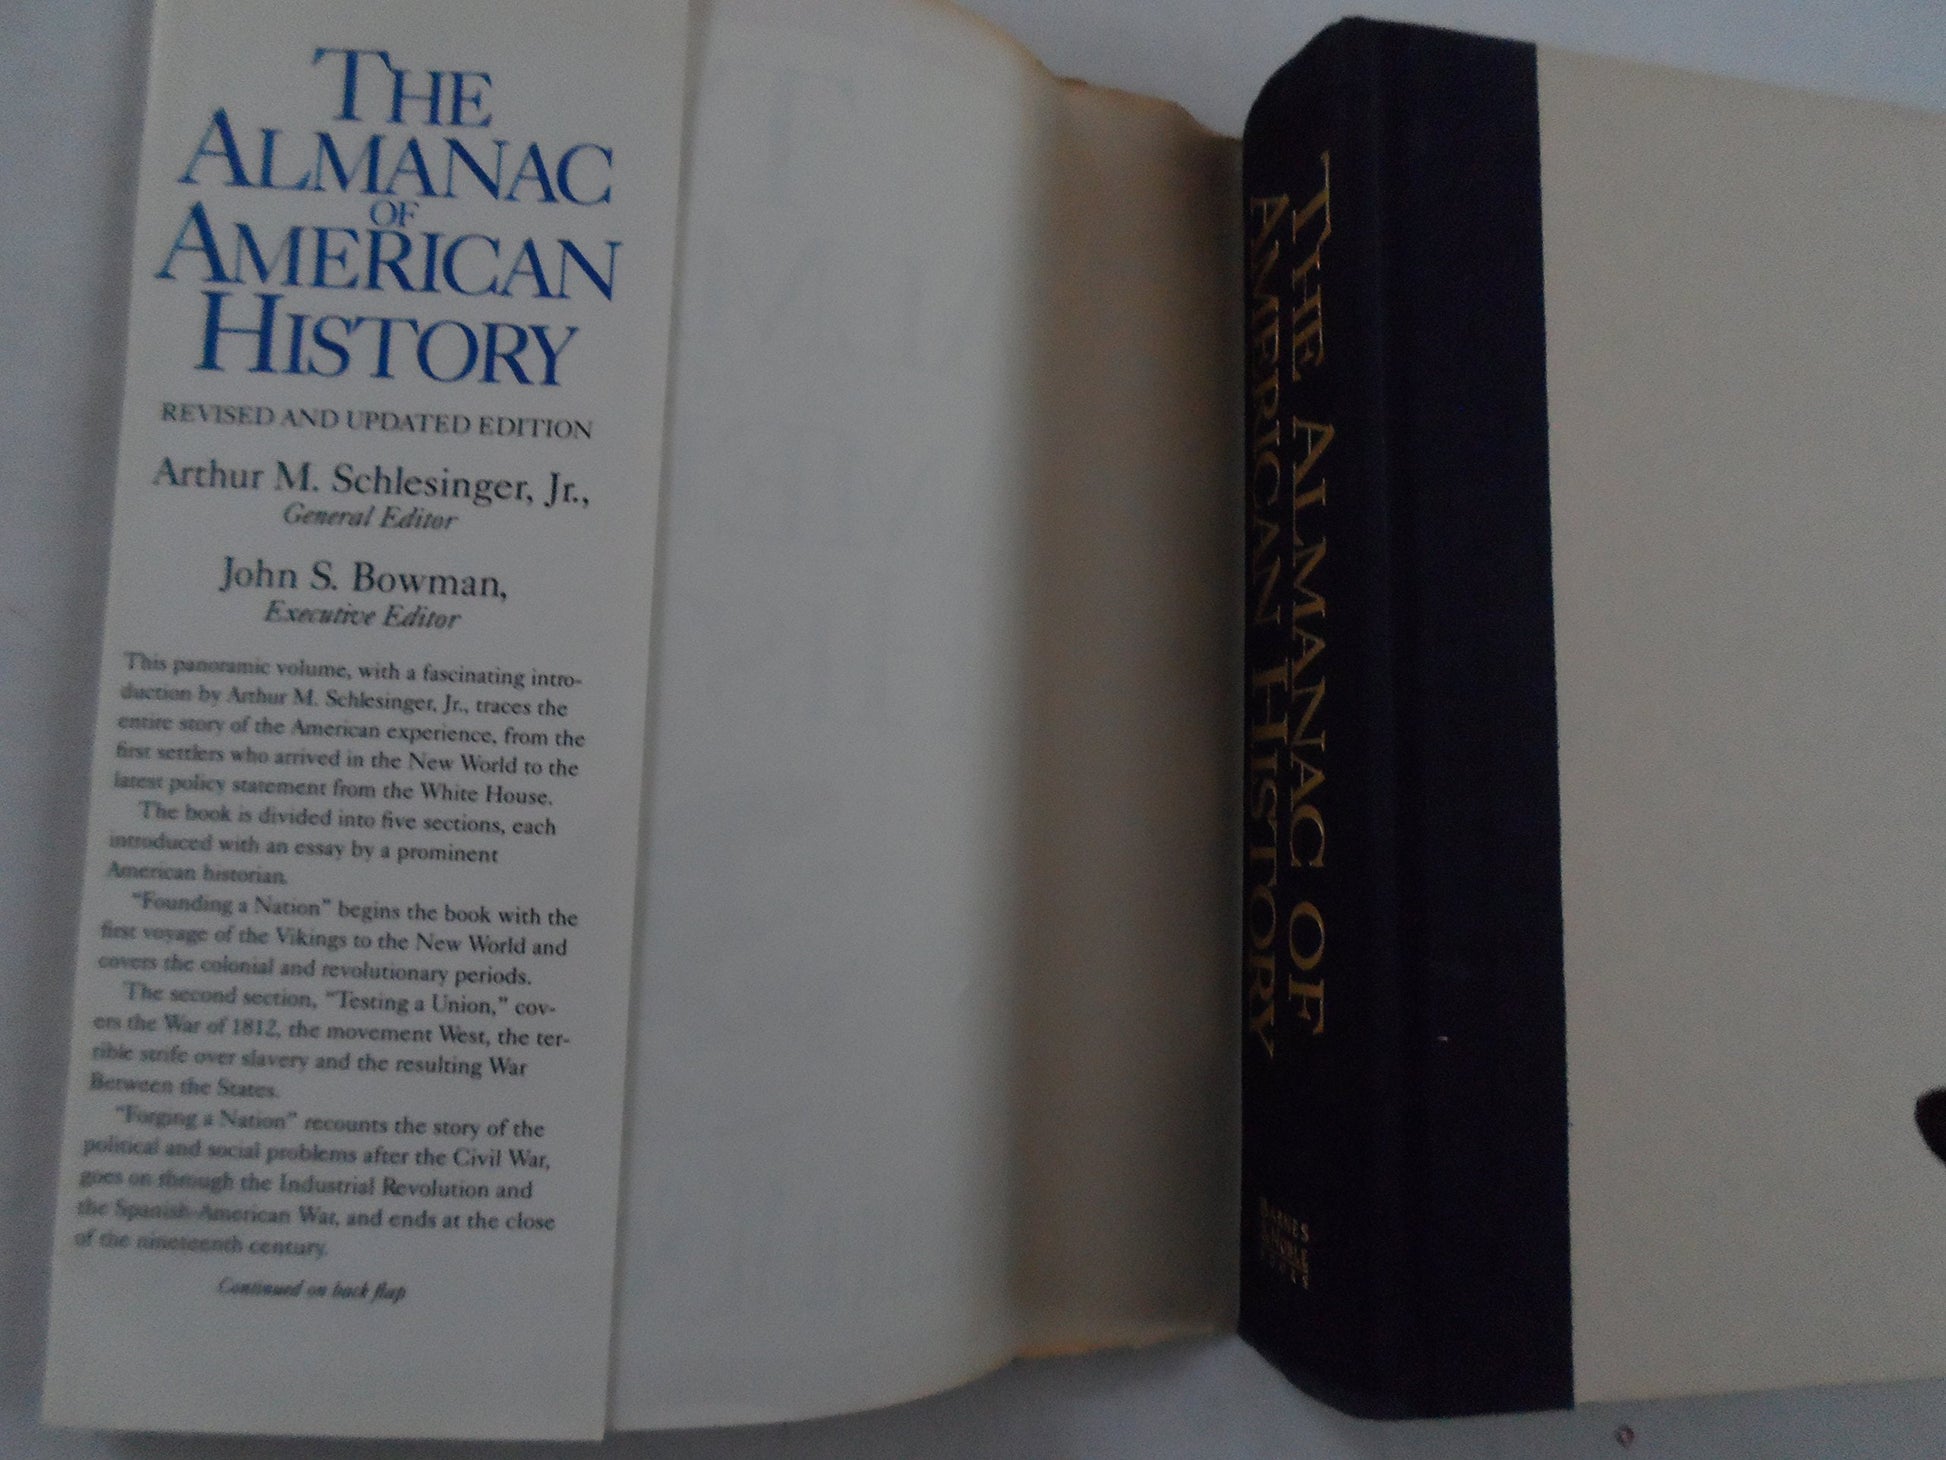 THE
ALMANAC
OF
AMERICAN
HISTORY
REVISED AND UPDATED EDITION
Arthur M. Schlesinger, Jr.,
General Editor
John S. Bowman,
Executive Editor
This panoramic volume, with a fascinating intro-
duction by Arthur M. Schlesinger, Jr., traces the
entire story of the American experience, from the
first settlers who arrived in the New World to the
latest policy statement from the White House.
The book is divided into five sections, each
introduced with an essay by a prominent
American historian.
"Founding a Nation" begins the book with the
first voyage of the Vikings to the New World and
covers the colonial and revolutionary periods.
The second section, "Testing a Union," cov-
ers the War of 1812, the movement West, the ter-
rible strife over slavery and the resulting War
Between the States.
"Forging a Nation" recounts the story of the
political and social problems after the Civil War,
goes on through the Industrial Revolution and
the Spanish-American War, and ends at the close
of the nineteenth century.
Continued on back flap
THE ALMANAC OF
AMERICAN HISTORY
BARNES
& NOBLE
BOOKS